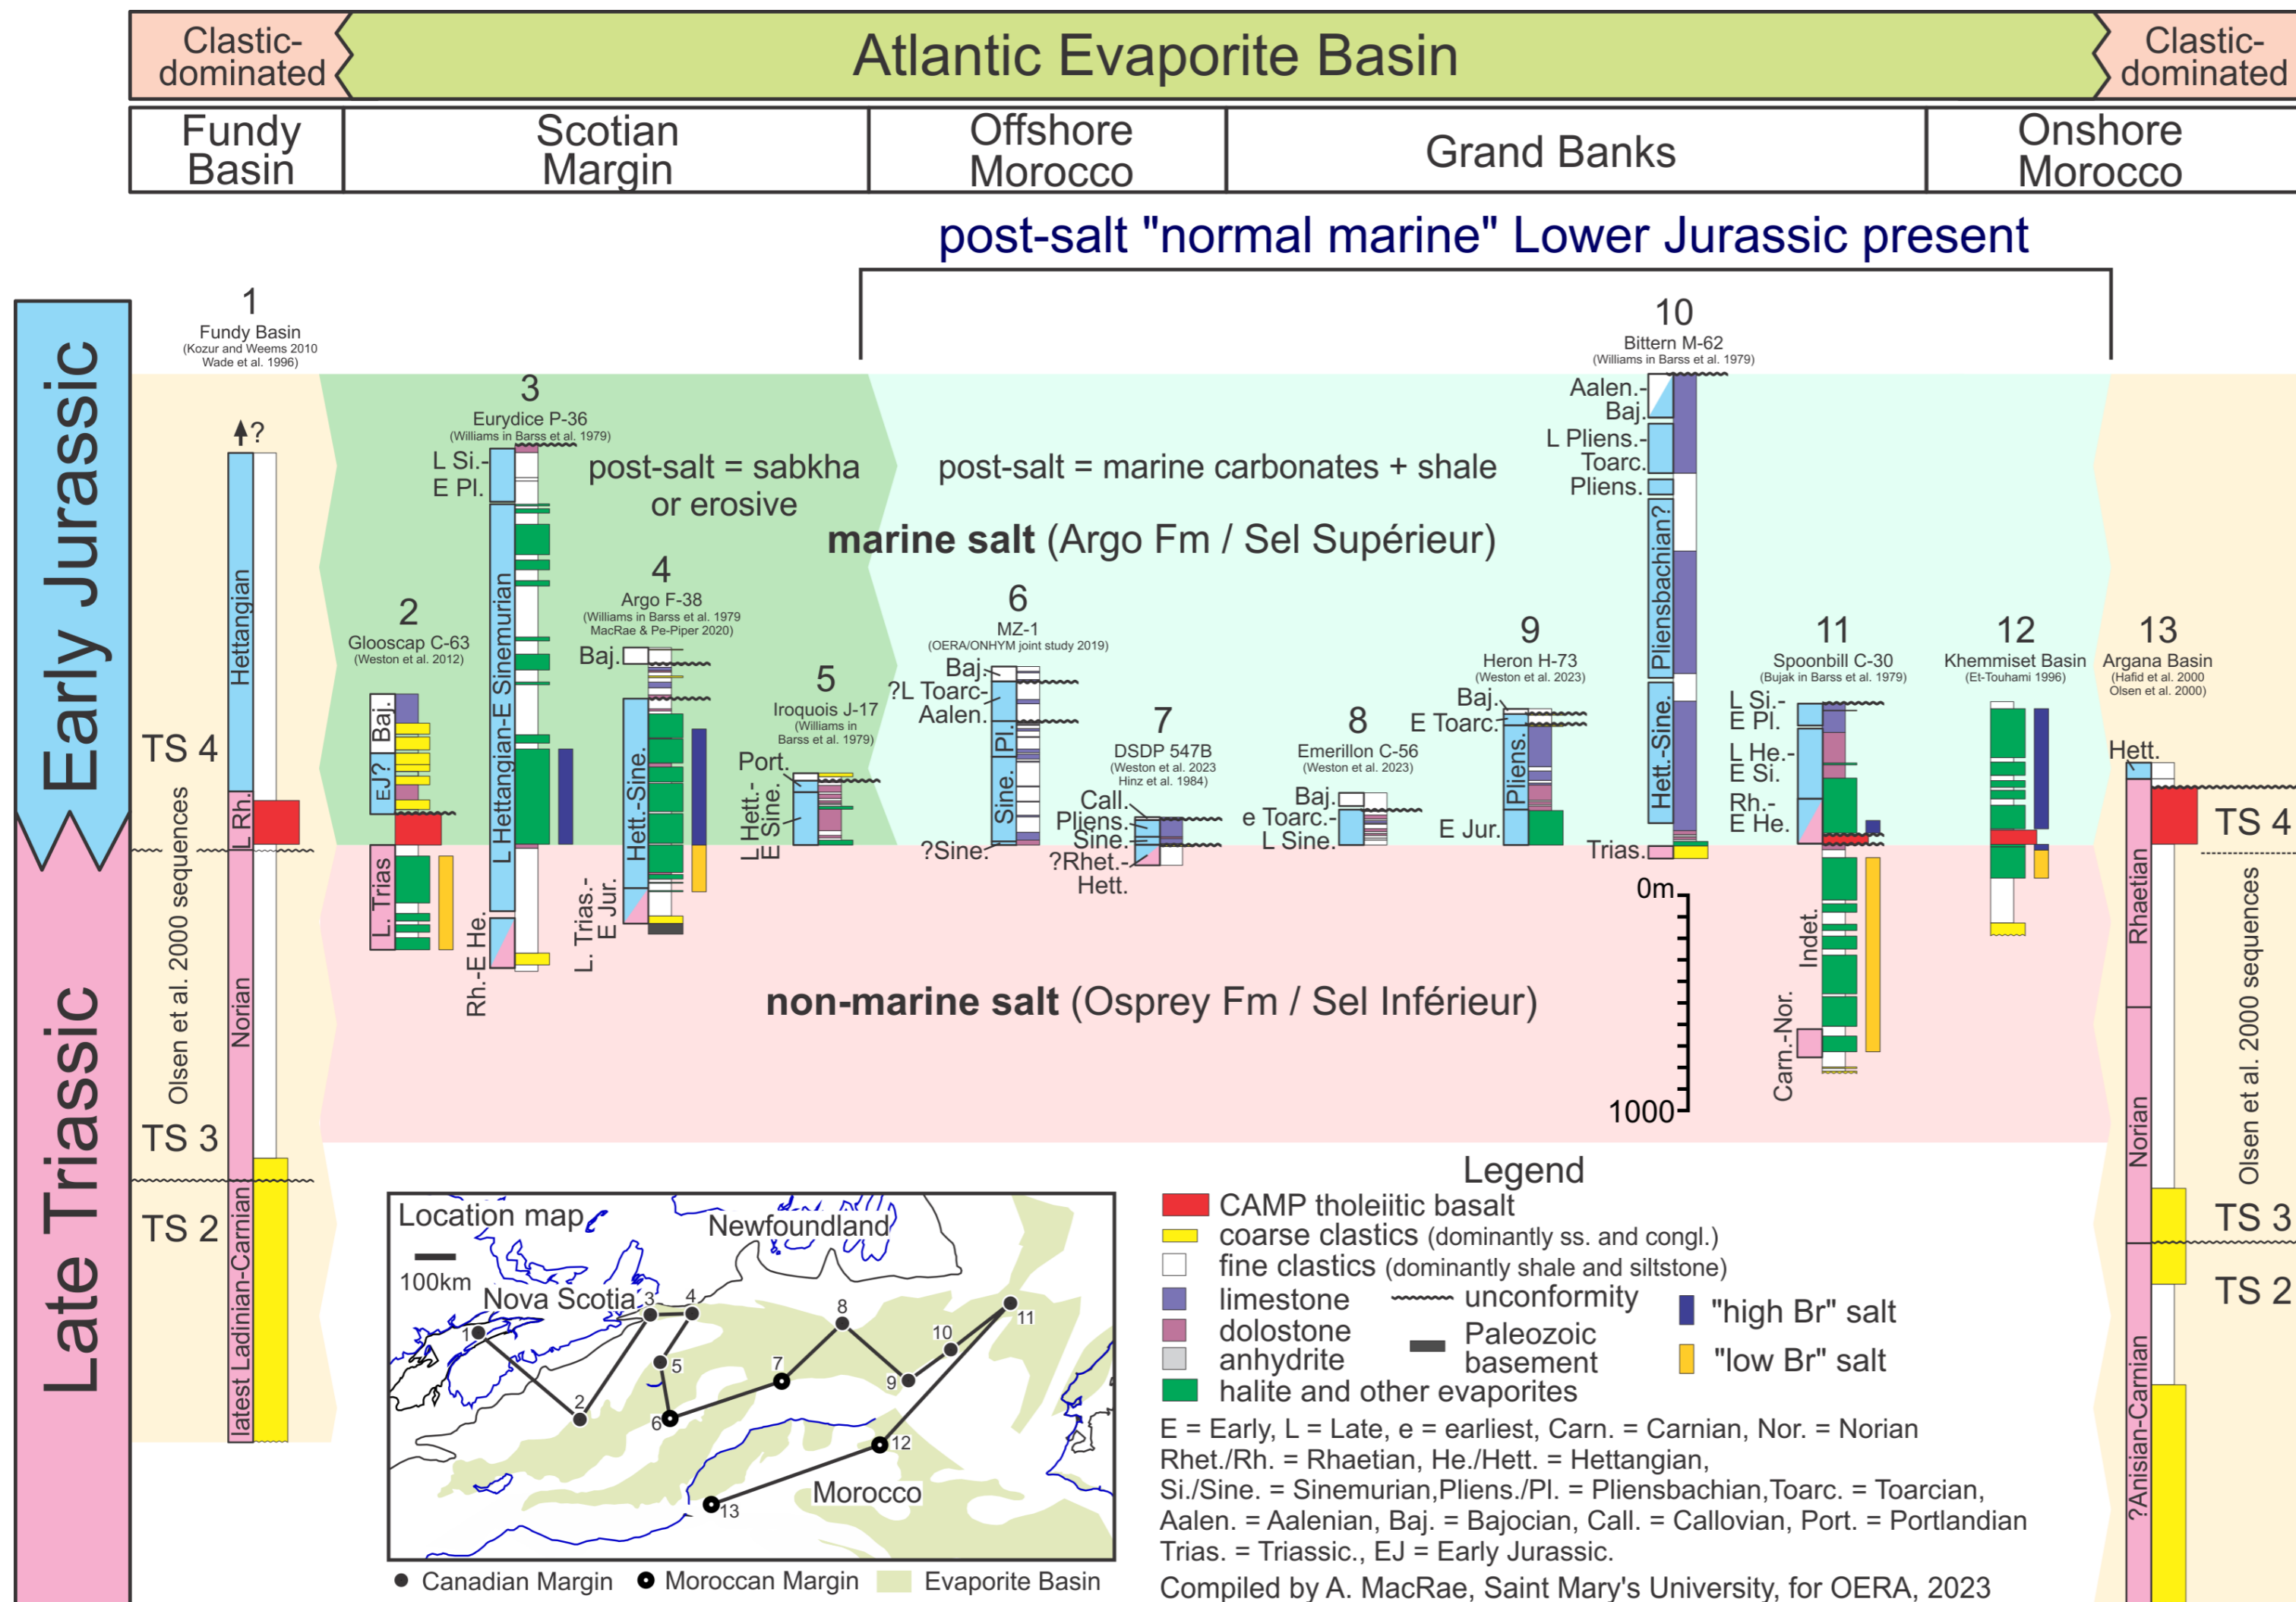 Clastic-
dominated
Atlantic Evaporite Basin
Clastic-
dominated
Fundy
Basin
Scotian
Margin
Offshore
Morocco
Grand Banks
Onshore
Morocco
post-salt "normal marine" Lower Jurassic present
Early Jurassic
Late Triassic
TS 4
Olsen et al. 2000 sequences
TS 3
TS 2
1
Fundy Basin
(Kozur and Weems 2010
Wade et al. 1996)
?
Hettangian
L Rh.
Norian
latest Ladinian-Carnian
2
Glooscap C-63
(Weston et al. 2012)
Baj.
EJ?
L. Trias
3
Eurydice P-36
(Williams in Barss et al. 1979)
L Si.-
E Pl.
L Hettangian-E Sinemurian
Rh.-E He.
post-salt = sabkha
or erosive
post-salt = marine carbonates + shale
marine salt (Argo Fm / Sel Supérieur)
4
Argo F-38
(Williams in Barss et al. 1979
MacRae & Pe-Piper 2020)
Baj.
Hett.-Sine.
L. Trias.-
E Jur.
5
Iroquois J-17
(Williams in
Barss et al. 1979)
Port.
L Hett.-
E Sine.
6
MZ-1
(OERA/ONHYM joint study 2019)
Baj.
?L Toarc-
Aalen.
Pl.
Sine.
?Sine.
7
DSDP 547B
(Weston et al. 2023
Hinz et al. 1984)
Call.
Pliens.
Sine.
?Rhet.-
Hett.
8
Emerillon C-56
(Weston et al. 2023)
Baj.
e Toarc.-
L Sine.
9
Heron H-73
(Weston et al. 2023)
Baj.
E Toarc.
Pliens.
E Jur.
10
Bittern M-62
(Williams in Barss et al. 1979)
Aalen.-
Baj.
L Pliens.-
Toarc.
Pliens.
Pliensbachian?
Hett.-Sine.
Trias.
0m
1000
11
Spoonbill C-30
(Bujak in Barss et al. 1979)
L Si.-
E Pl.
L He.-
E Si.
Rh.-
E He.
Indet.
Carn.-Nor.
12
Khemmiset Basin
(Et-Touhami 1996)
13
Argana Basin
(Hafid et al. 2000
Olsen et al. 2000)
Hett.
Rhaetian
Norian
?Anisian-Carnian
TS 4
Olsen et al. 2000 sequences
TS 3
TS 2
non-marine salt (Osprey Fm / Sel Inférieur)
Location map
100km
Newfoundland
Nova Scotia
Morocco
1
2
3
4
5
6
7
8
9
10
11
12
13
Canadian Margin
Moroccan Margin
Evaporite Basin
Legend
CAMP tholeiitic basalt
coarse clastics (dominantly ss. and congl.)
fine clastics (dominantly shale and siltstone)
limestone
dolostone
anhydrite
halite and other evaporites
unconformity
Paleozoic
basement
"high Br" salt
"low Br" salt
E = Early, L = Late, e = earliest, Carn. = Carnian, Nor. = Norian
Rhet./Rh. = Rhaetian, He./Hett. = Hettangian,
Si./Sine. = Sinemurian,Pliens./Pl. = Pliensbachian,Toarc. = Toarcian,
Aalen. = Aalenian, Baj. = Bajocian, Call. = Callovian, Port. = Portlandian
Trias. = Triassic., EJ = Early Jurassic.
Compiled by A. MacRae, Saint Mary's University, for OERA, 2023